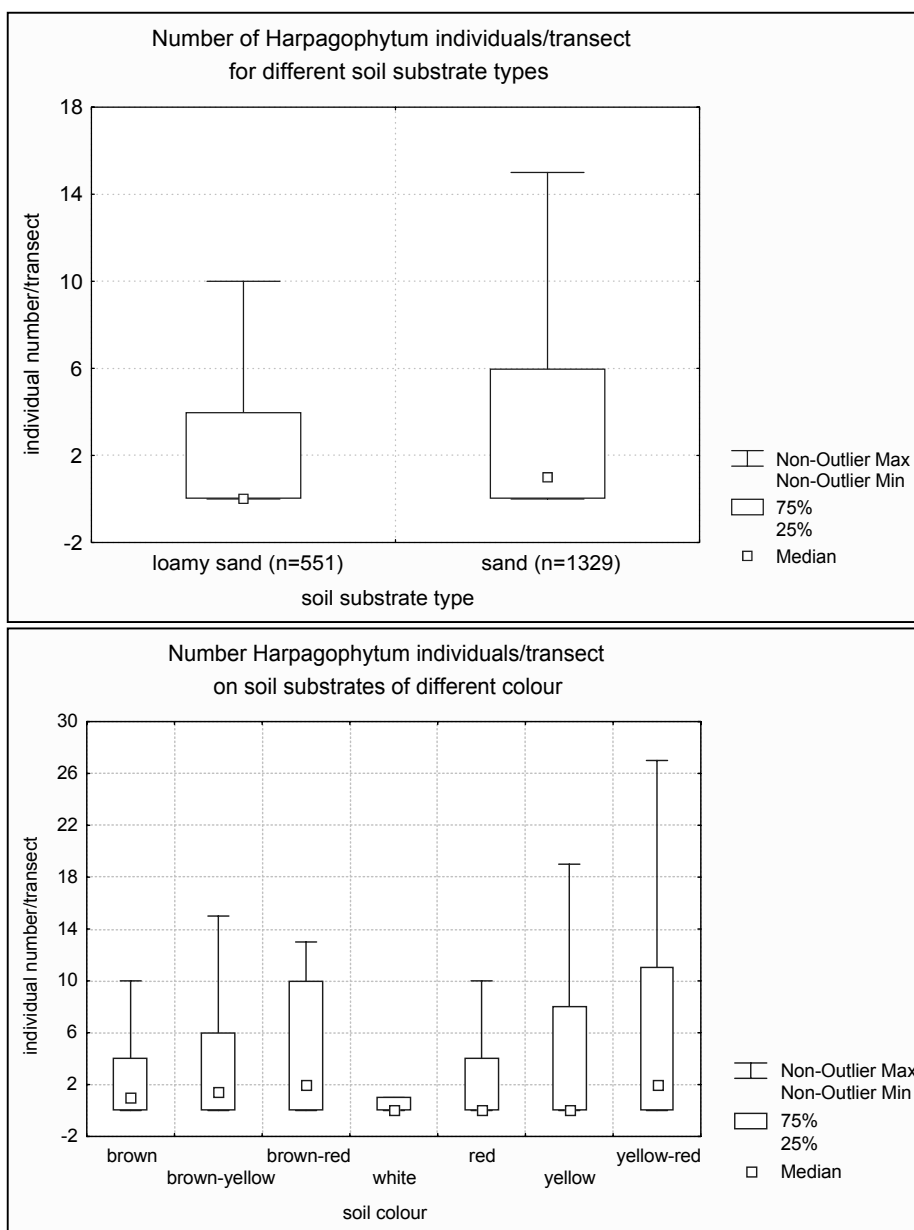 Number of Harpagophytum individuals/transect
for different soil substrate types
18
14
10
6
2
-2
individual number/transect
loamy sand (n=551)
sand (n=1329)
soil substrate type
Non-Outlier Max
Non-Outlier Min
75%
25%
Median
Number Harpagophytum individuals/transect
on soil substrates of different colour
30
26
22
18
14
10
6
2
-2
individual number/transect
brown
brown-yellow
brown-red
white
red
yellow
yellow-red
soil colour
Non-Outlier Max
Non-Outlier Min
75%
25%
Median